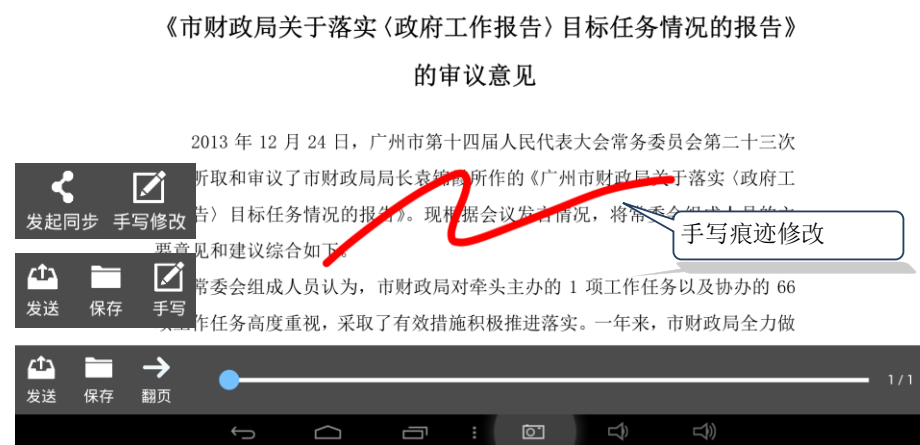 《市财政局关于落实〈政府工作报告〉目标任务情况的报告》
的审议意见
2013 年 12 月 24 日，广州市第十四届人民代表大会常务委员会第二十三次
听取和审议了市财政局局长袁锦霞所作的《广州市财政局关于落实〈政府工
告〉目标任务情况的报告》。现根据会议发言情况，将常委会组成人员的主
要意见和建议综合如下。
常委会组成人员认为，市财政局对牵头主办的 1 项工作任务以及协办的 66
项工作任务高度重视，采取了有效措施积极推进落实。一年来，市财政局全力做
发起同步 手写修改
手写痕迹修改
发送 保存 手写
发送 保存 翻页
1/1